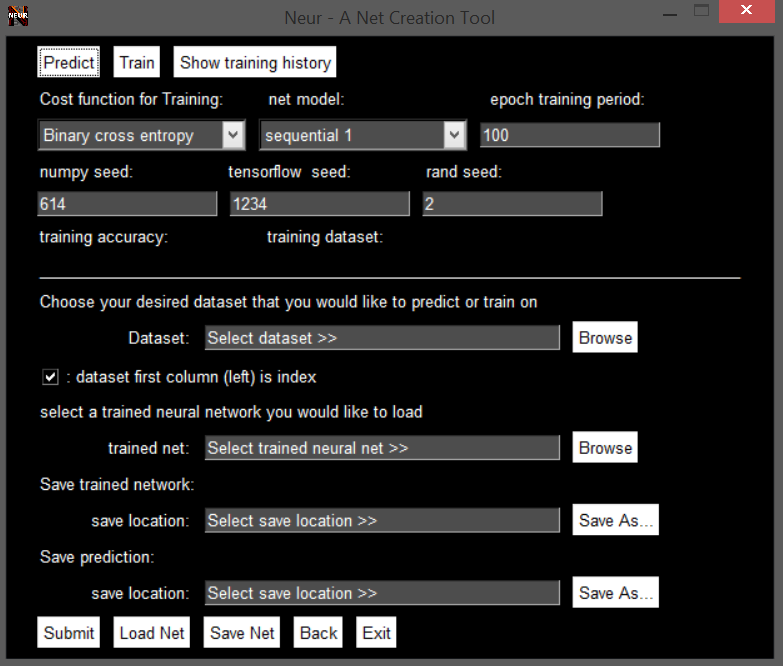 NEUR
Neur - A Net Creation Tool
Predict Train Show training history
Cost function for Training: net model: epoch training period:
Binary cross entropy sequential 1 100
numpy seed: tensorflow seed: rand seed:
614 1234 2
training accuracy: training dataset:
Choose your desired dataset that you would like to predict or train on
Dataset: Select dataset >> Browse
: dataset first column (left) is index
select a trained neural network you would like to load
trained net: Select trained neural net >> Browse
Save trained network:
save location: Select save location >> Save As...
Save prediction:
save location: Select save location >> Save As...
Submit Load Net Save Net Back Exit